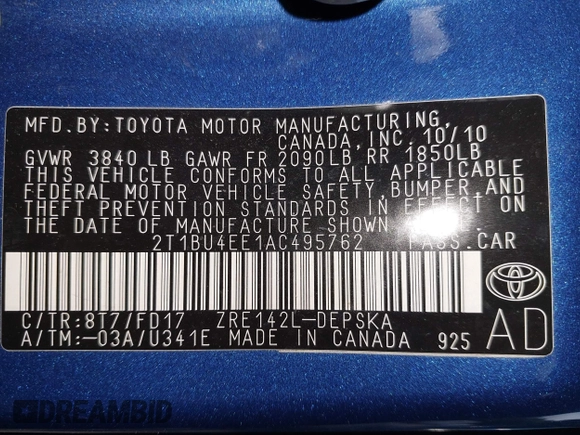 MFD.BY:TOYOTA MOTOR MANUFACTURING,
CANADA,INC. 10/10
GVWR 3840LB GAWR FR 2090LB, RR 1850LB
THIS VEHICLE CONFORMS TO ALL APPLICABLE
FEDERAL MOTOR VEHICLE SAFETY, BUMPER, AND
THEFT PREVENTION STANDARDS IN EFFECT ON
THE DATE OF MANUFACTURE SHOWN ABOVE.
2T1BU4EE1AC495762 PASS.CAR
C/TR:8T7/FD17 ZRE142L-DEPSKA
A/TM:-03A/U341E MADE IN CANADA 925
AD
DREAMBID